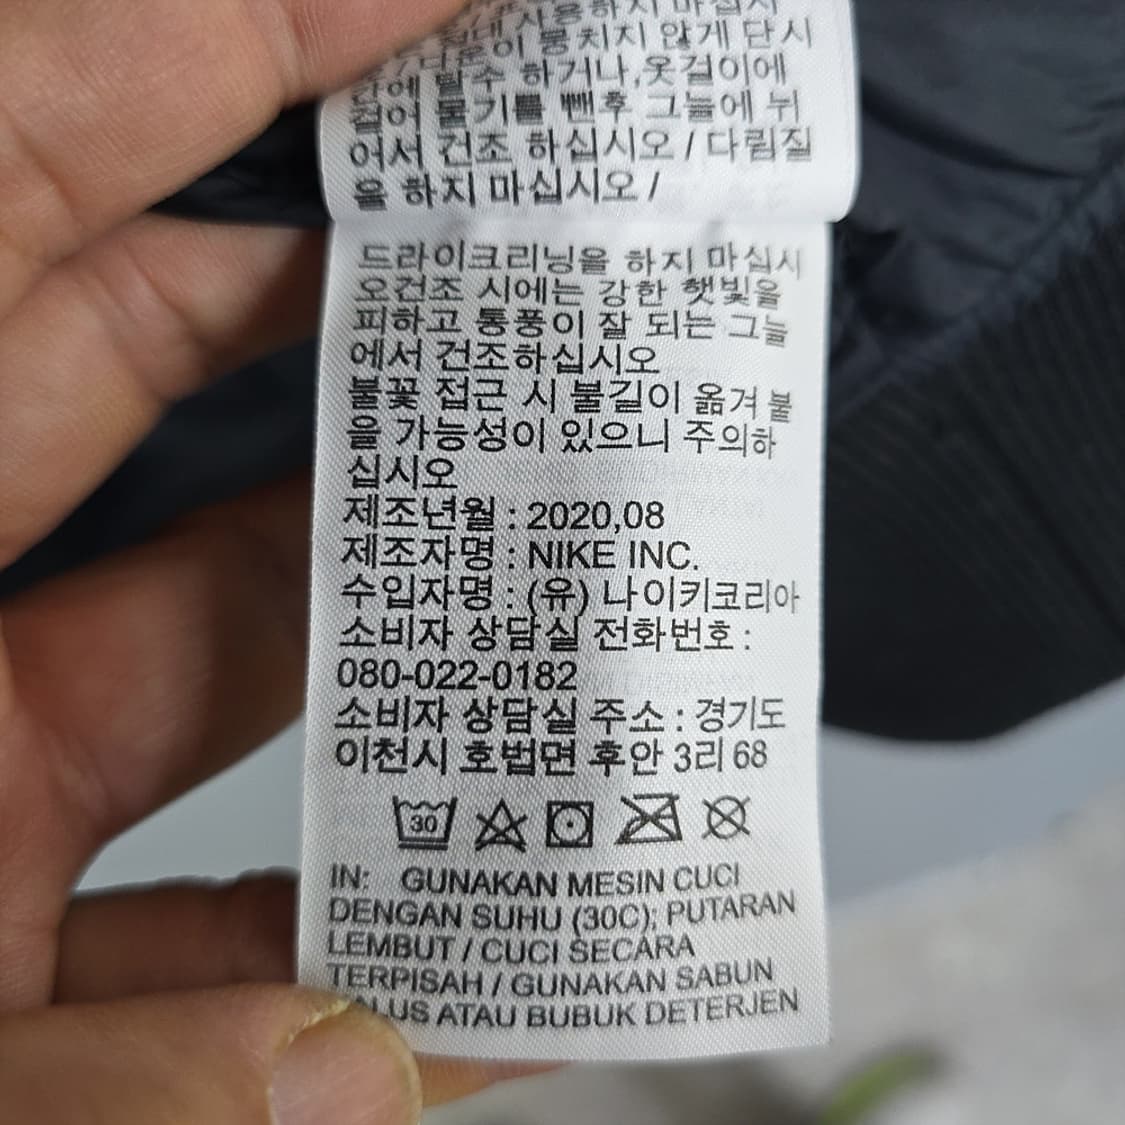 사용하지 마십시
뭉치지 않게 단시
간에 탈수 하거나,옷걸이에
걸어 물기를 뺀후 그늘에 뉘
어서 건조 하십시오 / 다림질
을 하지 마십시오 /
드라이크리닝을 하지 마십시
오건조 시에는 강한 햇빛을
피하고 통풍이 잘 되는 그늘
에서 건조하십시오
불꽃 접근 시 불길이 옮겨 붙
을 가능성이 있으니 주의하
십시오
제조년월 : 2020,08
제조자명 : NIKE INC.
수입자명 : (유) 나이키코리아
소비자 상담실 전화번호 :
080-022-0182
소비자 상담실 주소 : 경기도
이천시 호법면 후안 3리 68
30
IN: GUNAKAN MESIN CUCI
DENGAN SUHU (30C); PUTARAN
LEMBUT / CUCI SECARA
TERPISAH / GUNAKAN SABUN
ATAU BUBUK DETERJEN